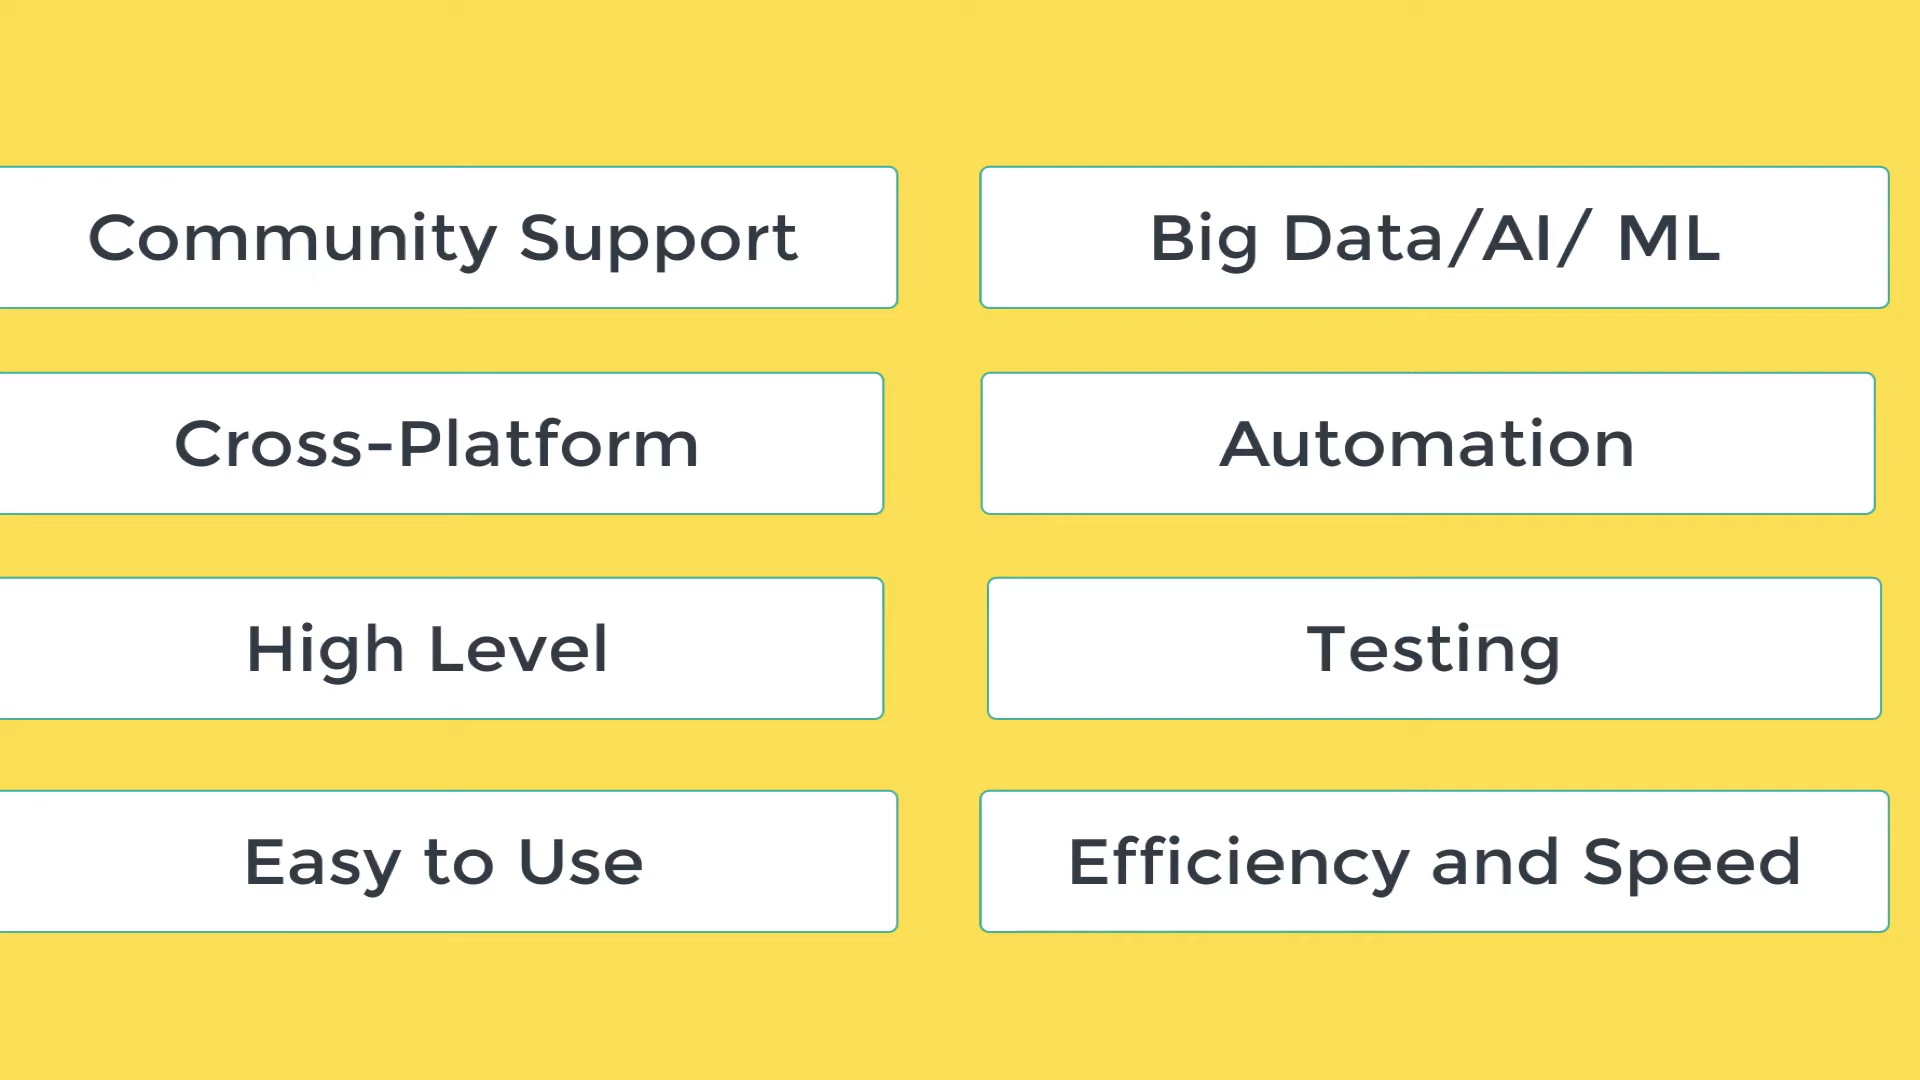 Community Support
Big Data/AI/ ML
Cross-Platform
Automation
High Level
Testing
Easy to Use
Efficiency and Speed